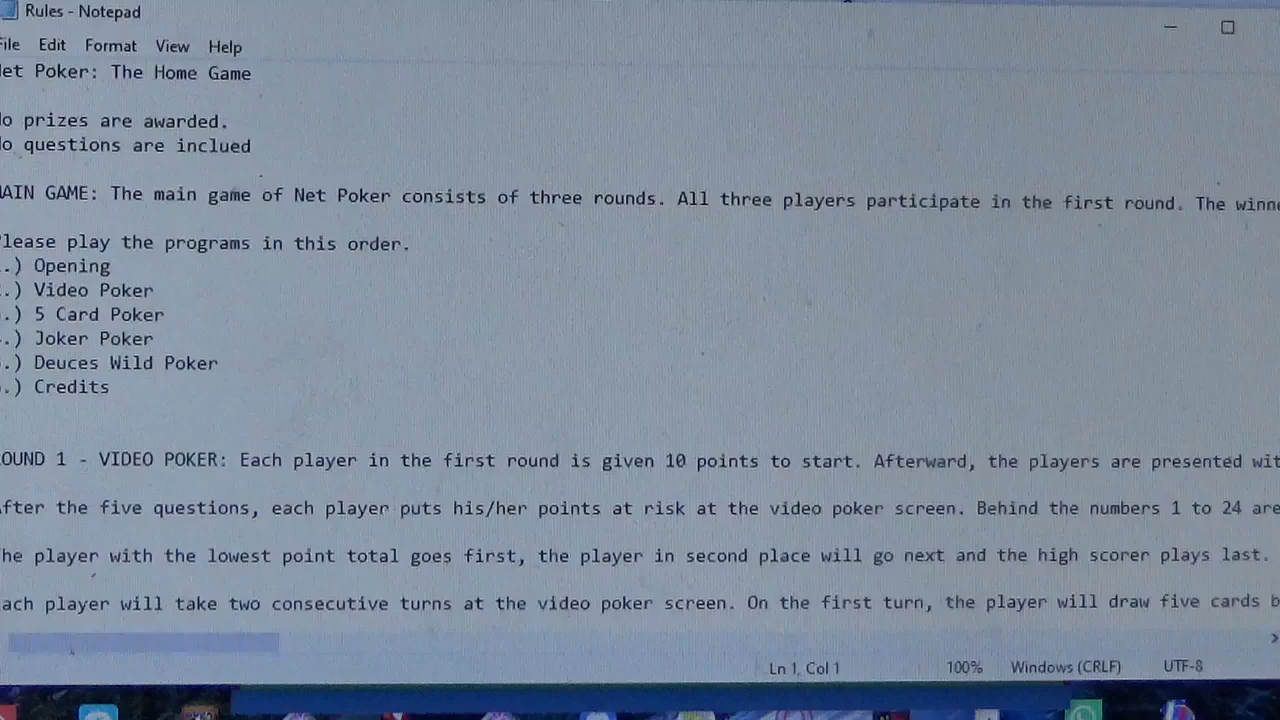 Rules - Notepad
File Edit Format View Help
et Poker: The Home Game
o prizes are awarded.
o questions are inclued
AIN GAME: The main game of Net Poker consists of three rounds. All three players participate in the first round. The winne
Please play the programs in this order.
.) Opening
.) Video Poker
.) 5 Card Poker
.) Joker Poker
.) Deuces Wild Poker
.) Credits
OUND 1 - VIDEO POKER: Each player in the first round is given 10 points to start. Afterward, the players are presented wit
fter the five questions, each player puts his/her points at risk at the video poker screen. Behind the numbers 1 to 24 are
he player with the lowest point total goes first, the player in second place will go next and the high scorer plays last.
ach player will take two consecutive turns at the video poker screen. On the first turn, the player will draw five cards b
Ln 1, Col 1 100% Windows (CRLF) UTF-8